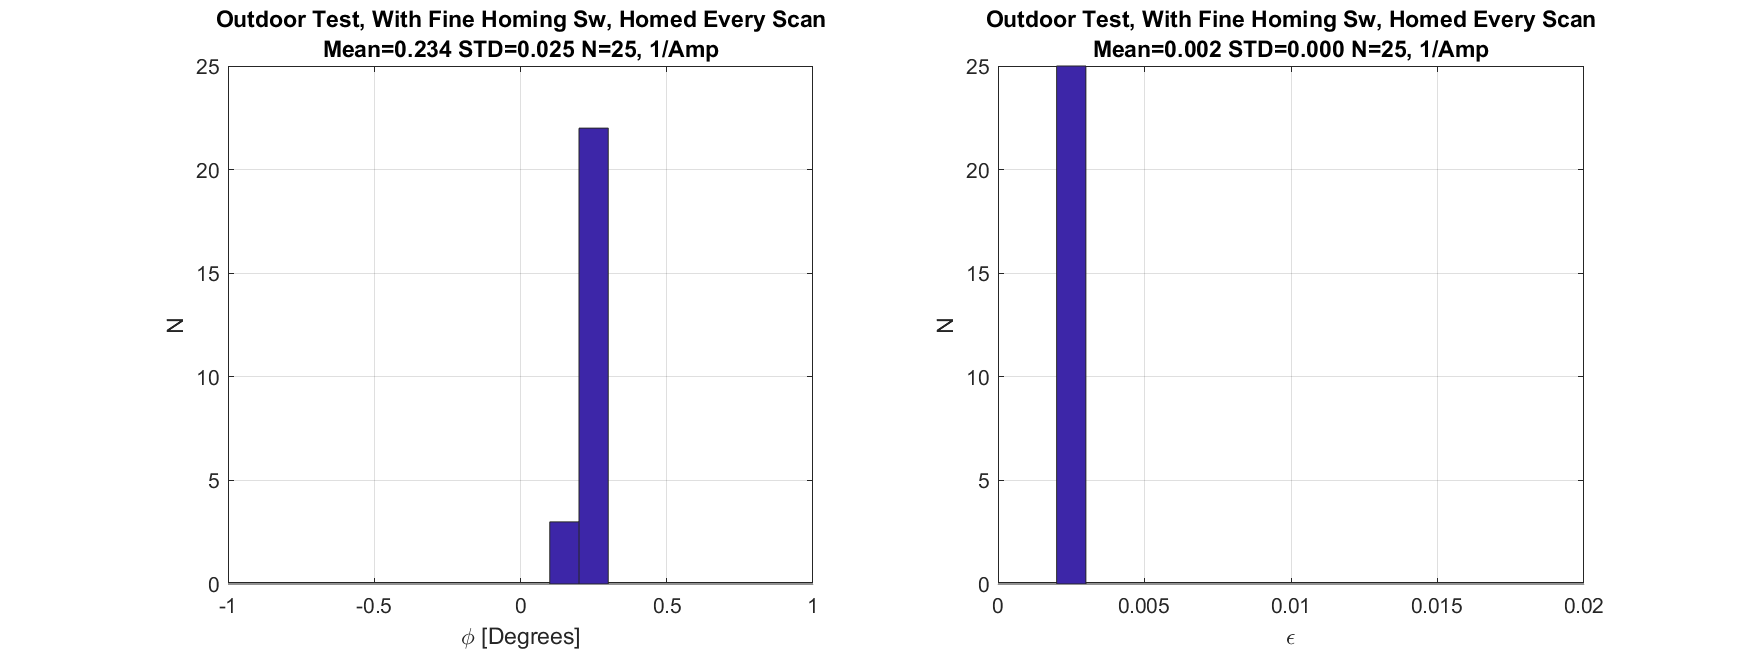 Outdoor Test, With Fine Homing Sw, Homed Every Scan
Mean=0.234 STD=0.025 N=25, 1/Amp
25
20
15
10
5
0
N
-1
-0.5
0
0.5
1
ϕ [Degrees]
Outdoor Test, With Fine Homing Sw, Homed Every Scan
Mean=0.002 STD=0.000 N=25, 1/Amp
25
20
15
10
5
0
N
0
0.005
0.01
0.015
0.02
ϵ